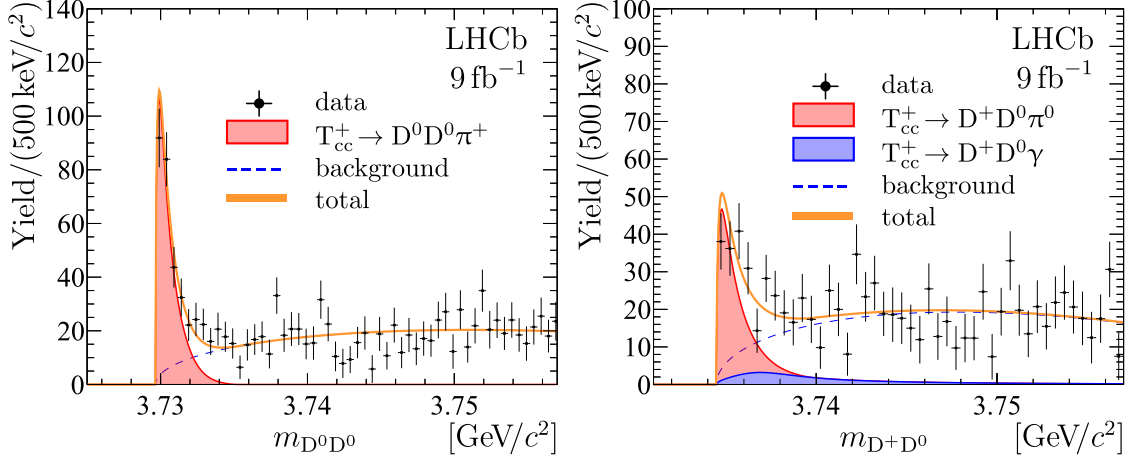 Yield/(500 keV/c²)
140
120
100
80
60
40
20
0
LHCb
9 fb⁻¹
data
T⁺cc → D⁰D⁰π⁺
background
total
3.73 3.74 3.75
m_D⁰D⁰ [GeV/c²]
Yield/(500 keV/c²)
100
90
80
70
60
50
40
30
20
10
0
LHCb
9 fb⁻¹
data
T⁺cc → D⁺D⁰π⁰
T⁺cc → D⁺D⁰γ
background
total
3.74 3.75
m_D⁺D⁰ [GeV/c²]